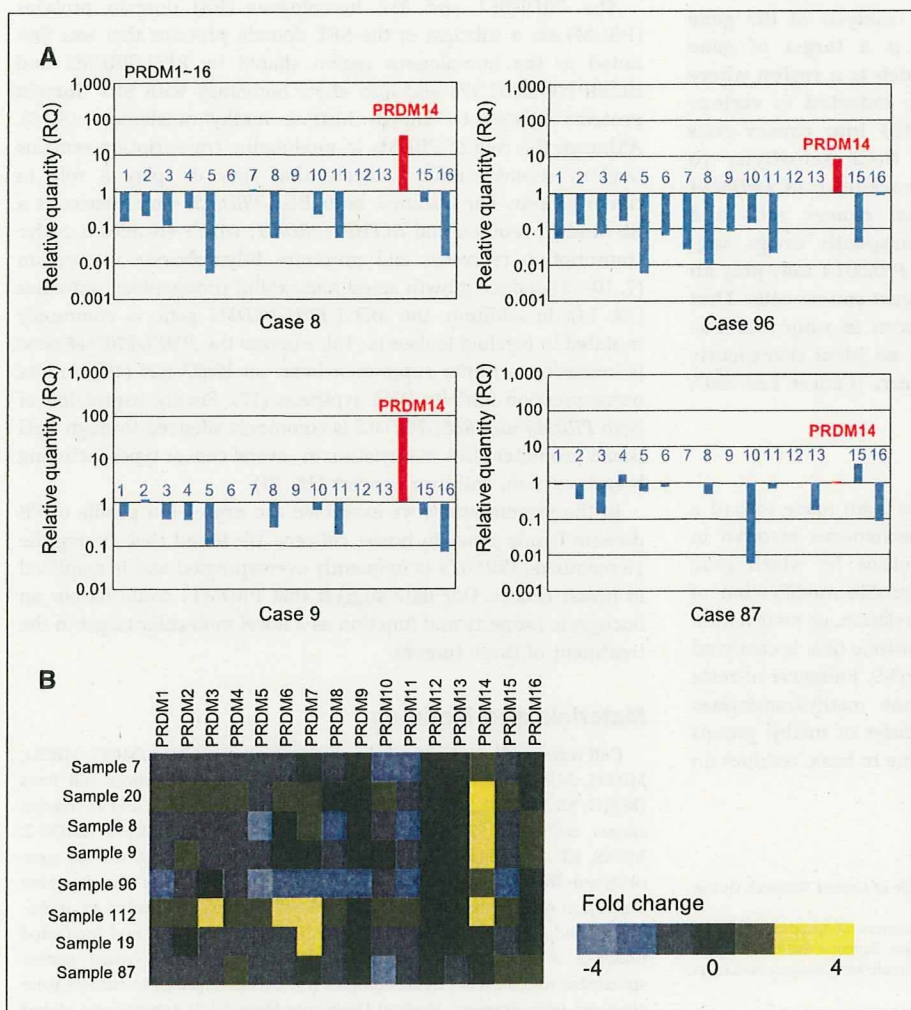 A
PRDM1~16
Relative quantity (RQ)
1,000
100
10
1
0.1
0.01
0.001
PRDM14
1 2 3 4 5 6 7 8 9 10 11 12 13 15 16
Case 8
Relative quantity (RQ)
1,000
100
10
1
0.1
0.01
0.001
PRDM14
1 2 3 4 5 6 7 8 9 10 11 12 13 15 16
Case 96
Relative quantity (RQ)
1,000
100
10
1
0.1
0.01
PRDM14
1 2 3 4 5 6 7 8 9 10 11 12 13 15 16
Case 9
Relative quantity (RQ)
1,000
100
10
1
0.1
0.01
0.001
PRDM14
1 2 3 4 5 6 7 8 9 10 11 12 13 15 16
Case 87
B
PRDM1
PRDM2
PRDM3
PRDM4
PRDM5
PRDM6
PRDM7
PRDM8
PRDM9
PRDM10
PRDM11
PRDM12
PRDM13
PRDM14
PRDM15
PRDM16
Sample 7
Sample 20
Sample 8
Sample 9
Sample 96
Sample 112
Sample 19
Sample 87
Fold change
-4 0 4